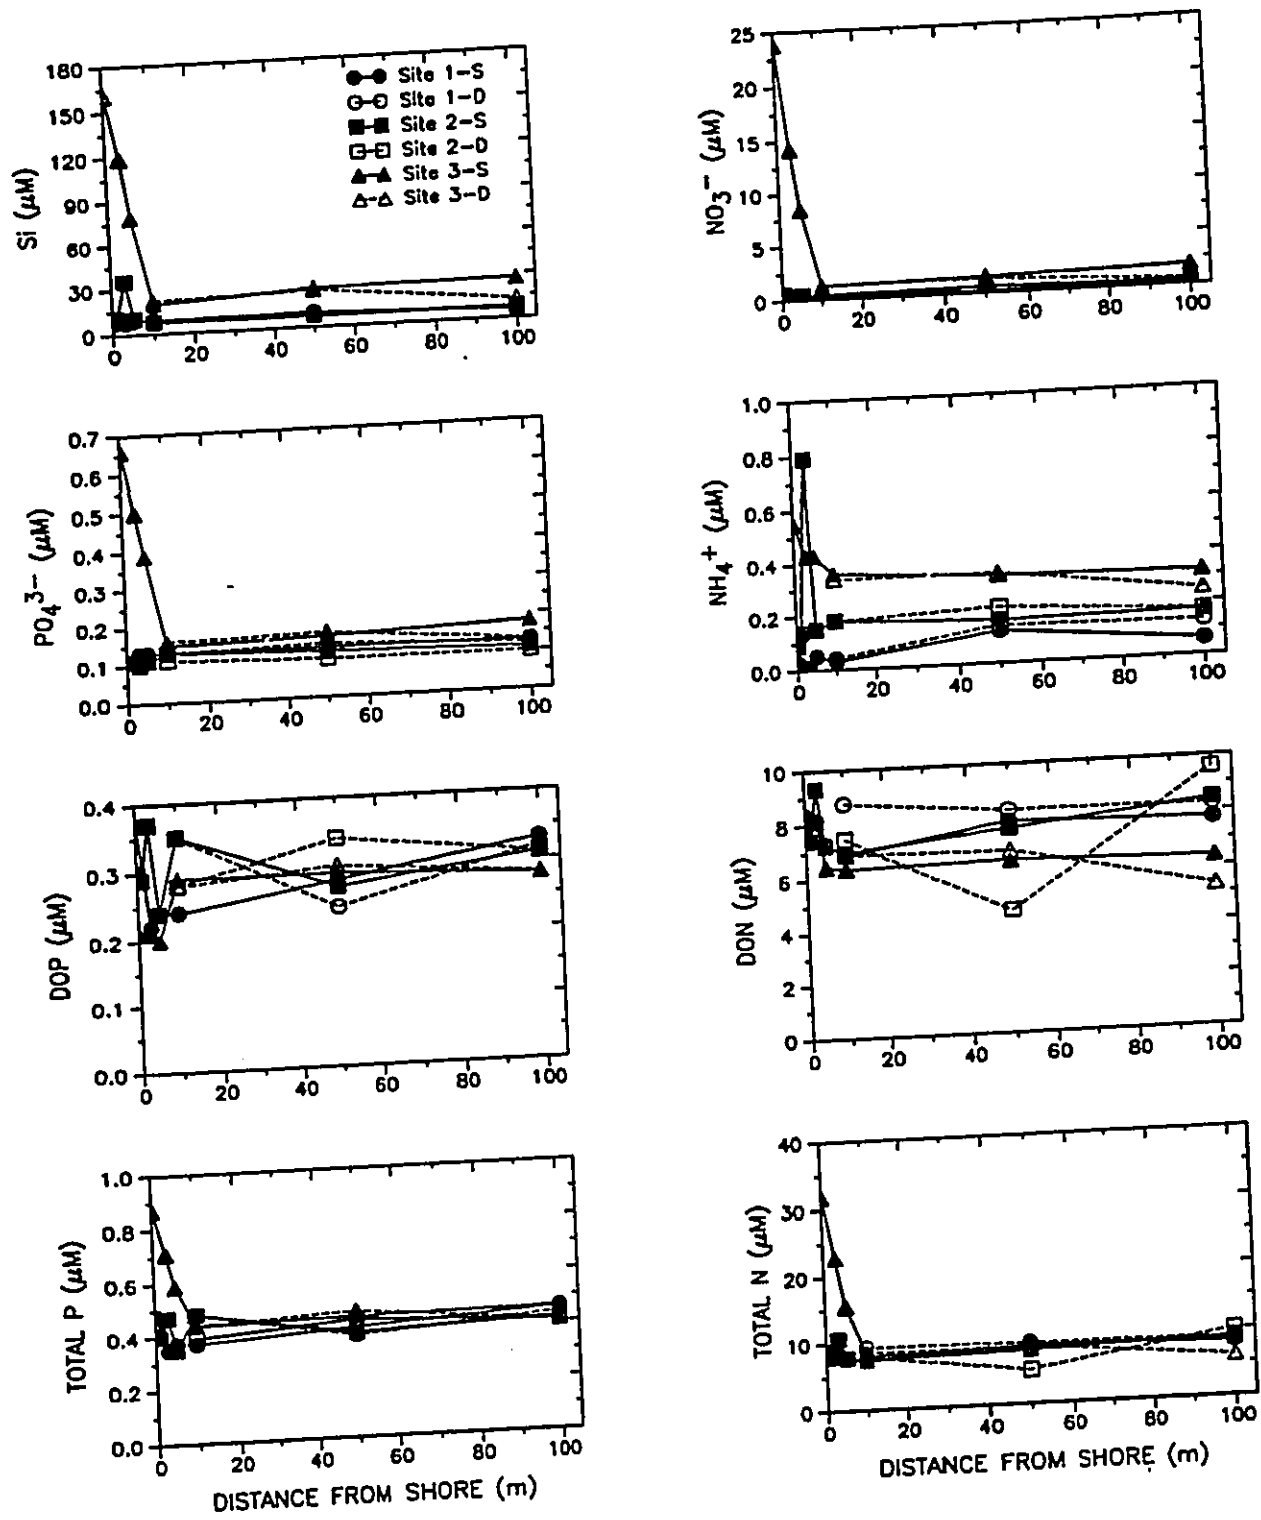 180
150
120
90
60
30
0
Si (μM)
Site 1-S
Site 1-D
Site 2-S
Site 2-D
Site 3-S
Site 3-D
0 20 40 60 80 100
25
20
15
10
5
0
NO3− (μM)
0 20 40 60 80 100
0.7
0.6
0.5
0.4
0.3
0.2
0.1
0.0
PO4 3− (μM)
0 20 40 60 80 100
1.0
0.8
0.6
0.4
0.2
0.0
NH4+ (μM)
0 20 40 60 80 100
0.4
0.3
0.2
0.1
0.0
DOP (μM)
0 20 40 60 80 100
10
8
6
4
2
0
DON (μM)
0 20 40 60 80 100
1.0
0.8
0.6
0.4
0.2
0.0
TOTAL P (μM)
0 20 40 60 80 100
DISTANCE FROM SHORE (m)
40
30
20
10
0
TOTAL N (μM)
0 20 40 60 80 100
DISTANCE FROM SHORE (m)